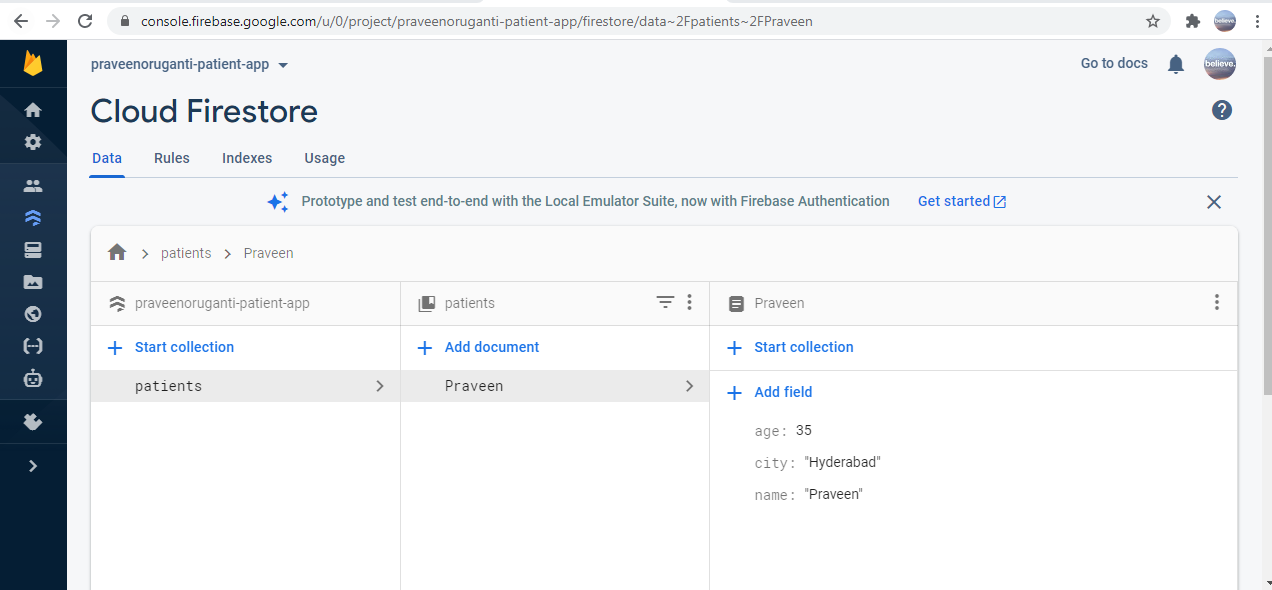 console.firebase.google.com/u/0/project/praveenoruganti-patient-app/firestore/data~2Fpatients~2FPraveen
believe.
praveenoruganti-patient-app
Go to docs
believe.
Cloud Firestore
?
Data Rules Indexes Usage
Prototype and test end-to-end with the Local Emulator Suite, now with Firebase Authentication Get started
patients > Praveen
praveenoruganti-patient-app patients Praveen
+ Start collection + Add document + Start collection
patients Praveen
+ Add field
age: 35
city: "Hyderabad"
name: "Praveen"